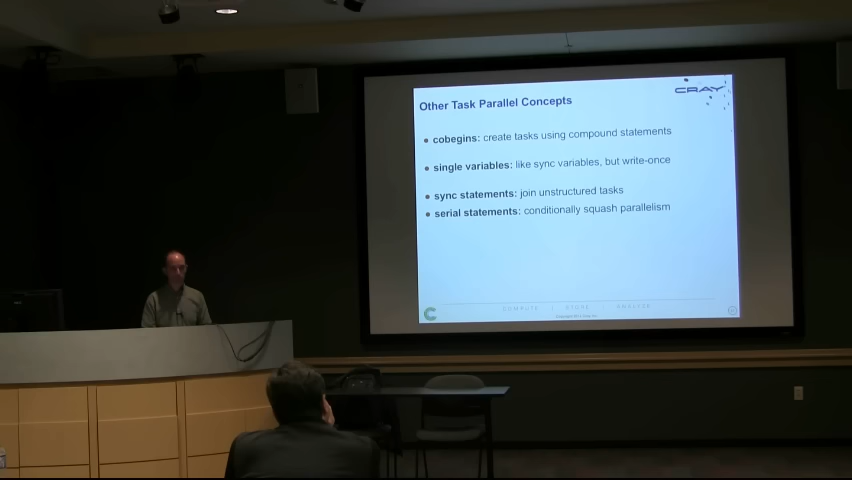 CRAY
Other Task Parallel Concepts
• cobegins: create tasks using compound statements
• single variables: like sync variables, but write-once
• sync statements: join unstructured tasks
• serial statements: conditionally squash parallelism
COMPUTE | STORE | ANALYZE